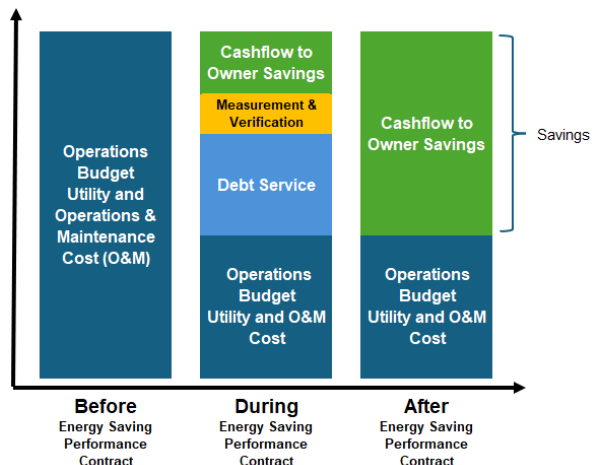 Operations
Budget
Utility and
Operations &
Maintenance
Cost (O&M)
Cashflow to
Owner Savings
Measurement &
Verification
Debt Service
Operations
Budget
Utility and O&M
Cost
Cashflow to
Owner Savings
Operations
Budget
Utility and O&M
Cost
Savings
Before
Energy Saving
Performance
Contract
During
Energy Saving
Performance
Contract
After
Energy Saving
Performance
Contract